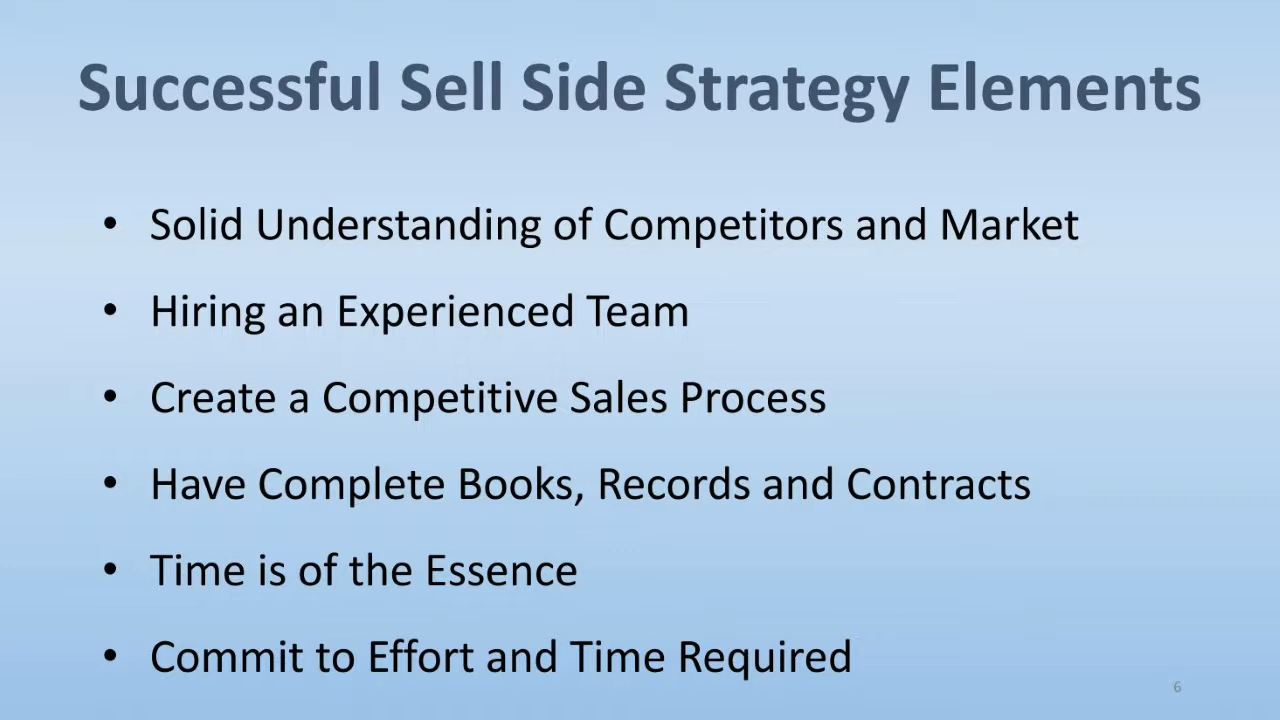 Successful Sell Side Strategy Elements
• Solid Understanding of Competitors and Market
• Hiring an Experienced Team
• Create a Competitive Sales Process
• Have Complete Books, Records and Contracts
• Time is of the Essence
• Commit to Effort and Time Required
6